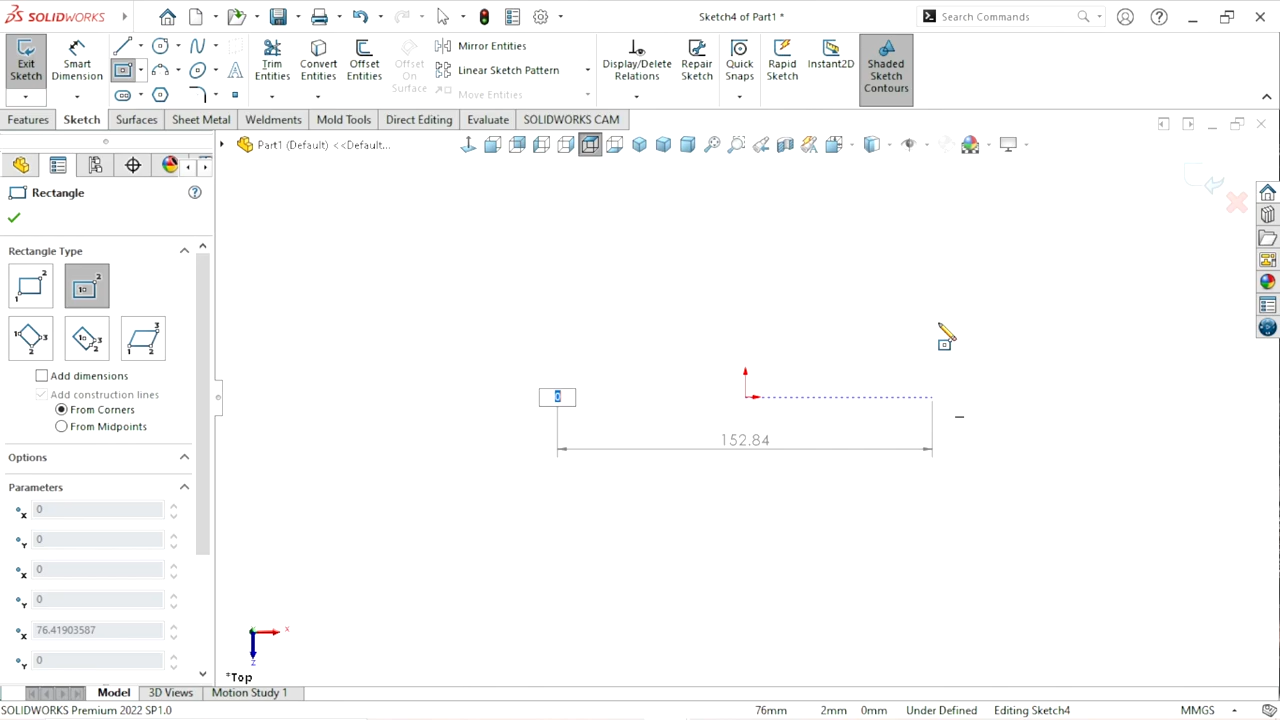 SOLIDWORKS
Sketch4 of Part1 *
Search Commands
Exit Sketch
Smart Dimension
Trim Entities
Convert Entities
Offset Entities
Offset On Surface
Mirror Entities
Linear Sketch Pattern
Move Entities
Display/Delete Relations
Repair Sketch
Quick Snaps
Rapid Sketch
Instant2D
Shaded Sketch Contours
Features
Sketch
Surfaces
Sheet Metal
Weldments
Mold Tools
Direct Editing
Evaluate
SOLIDWORKS CAM
Part1 (Default) <<Default...
Rectangle
Rectangle Type
Add dimensions
Add construction lines
From Corners
From Midpoints
Options
Parameters
0
0
0
0
76.41903587
0
0
152.84
x
z
*Top
Model
3D Views
Motion Study 1
SOLIDWORKS Premium 2022 SP1.0
76mm
2mm
0mm
Under Defined
Editing Sketch4
MMGS